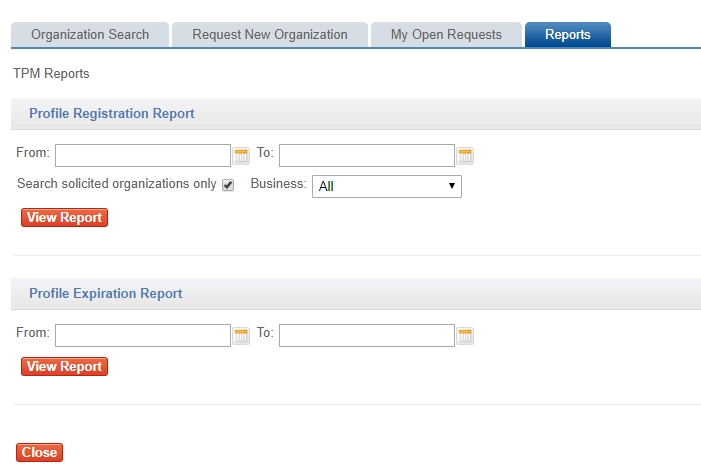 Organization Search Request New Organization My Open Requests Reports
TPM Reports
Profile Registration Report
From: To:
Search solicited organizations only Business: All
View Report
Profile Expiration Report
From: To:
View Report
Close